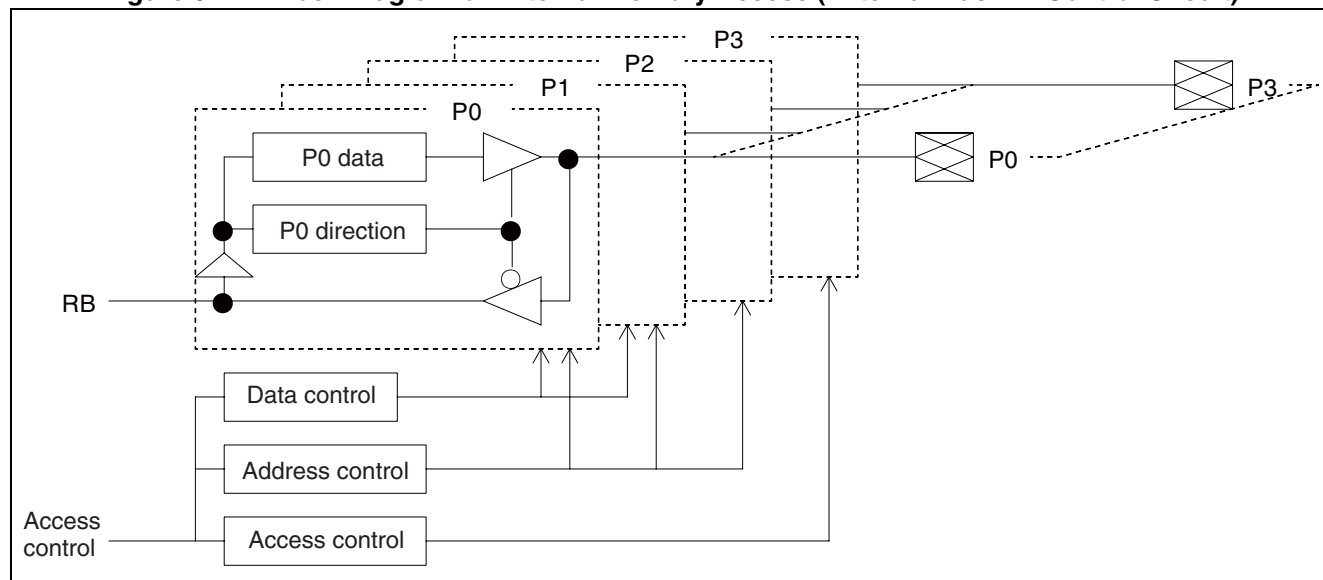 P3
P2
P1
P0
P0 data
P0 direction
RB
P3
P0
Data control
Address control
Access control
Access
control